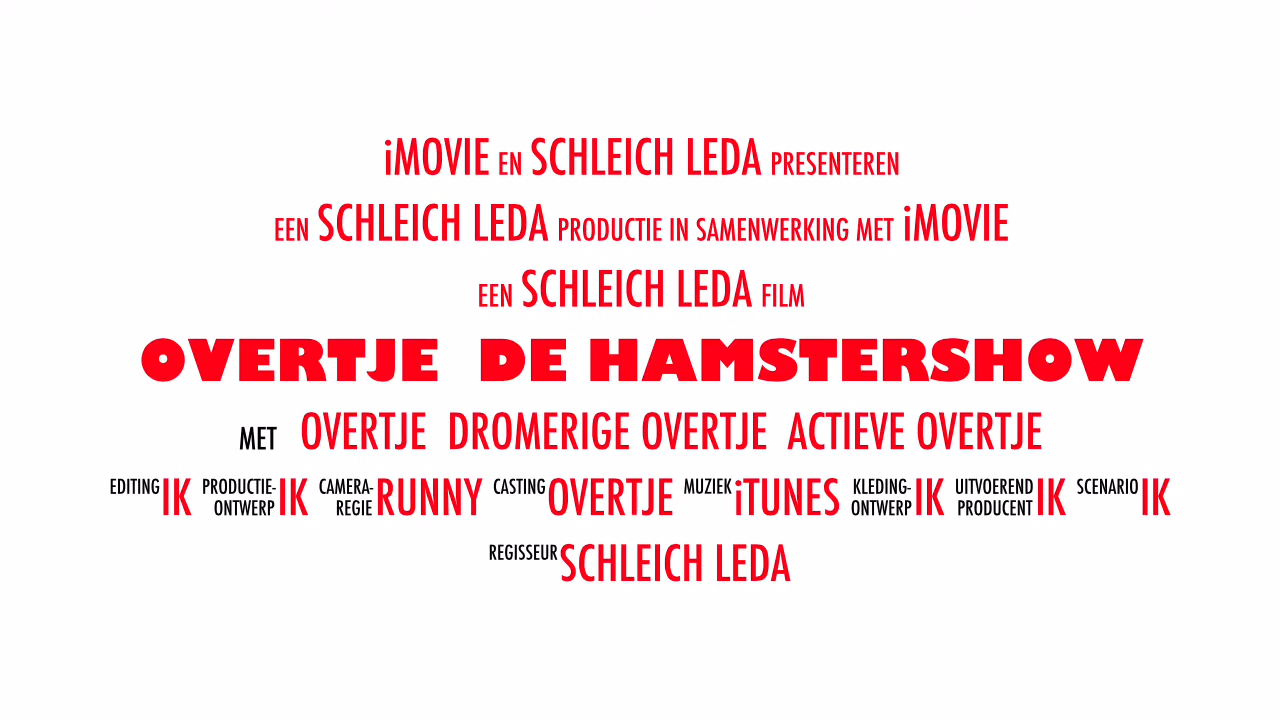 iMOVIE EN SCHLEICH LEDA PRESENTEREN
EEN SCHLEICH LEDA PRODUCTIE IN SAMENWERKING MET iMOVIE
EEN SCHLEICH LEDA FILM
OVERTJE DE HAMSTERSHOW
MET OVERTJE DROMERIGE OVERTJE ACTIEVE OVERTJE
EDITING IK PRODUCTIE-ONTWERP IK CAMERA-REGIE RUNNY CASTING OVERTJE MUZIEK iTUNES KLEDING-ONTWERP IK UITVOEREND PRODUCENT IK SCENARIO IK
REGISSEUR SCHLEICH LEDA